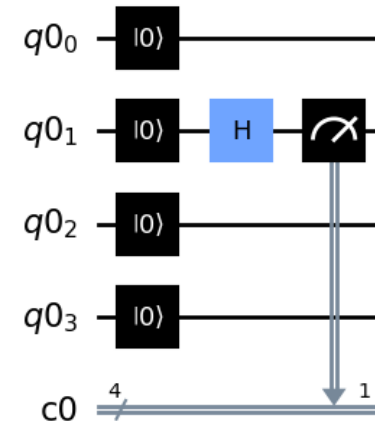 q0₀ |0⟩
q0₁ |0⟩ H
q0₂ |0⟩
q0₃ |0⟩
c0 4 1